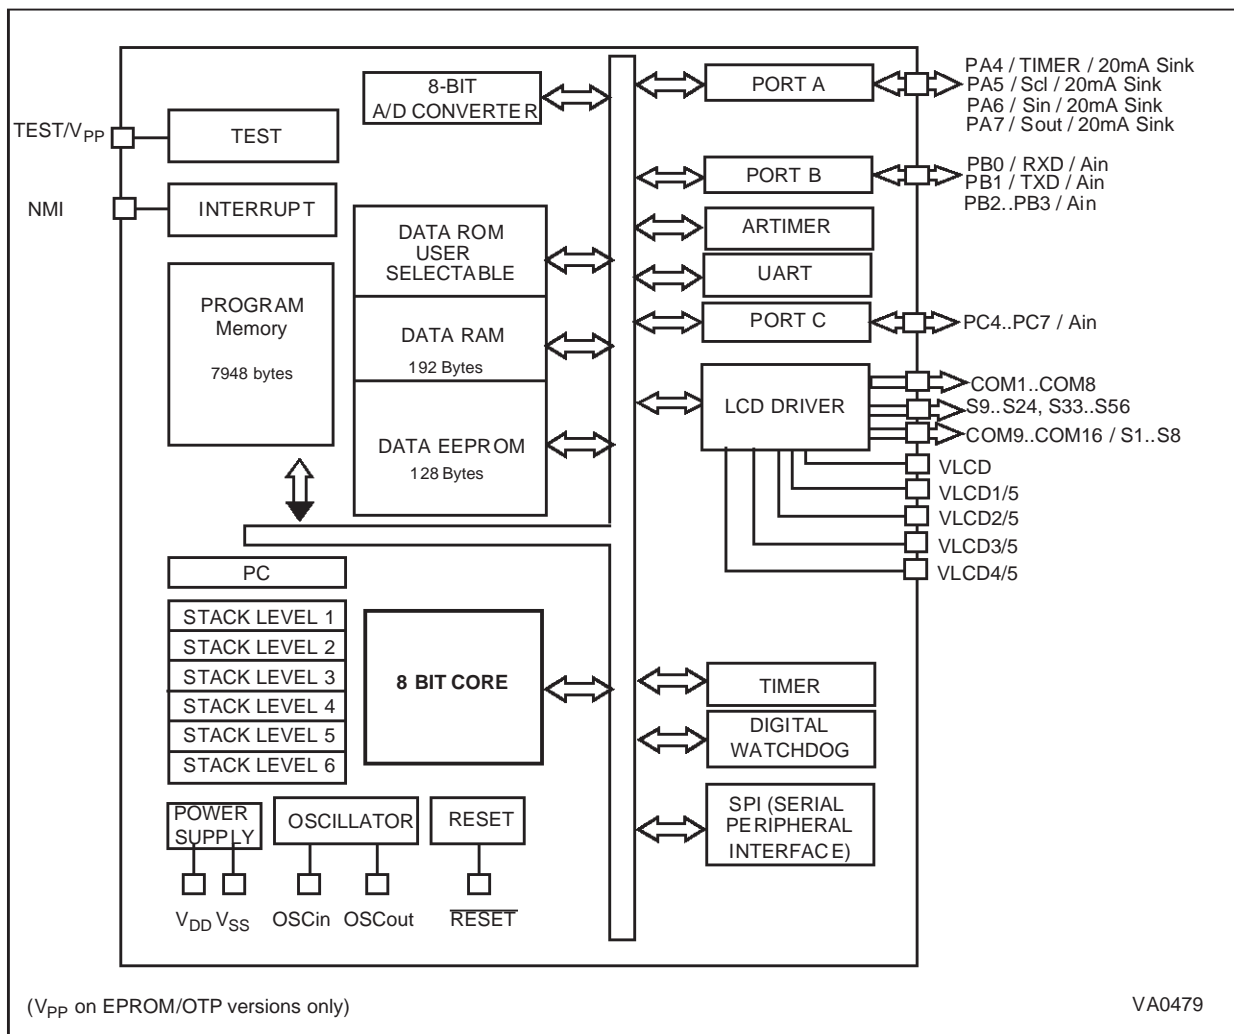 8-BIT
A/D CONVERTER
PORT A
PA4 / TIMER / 20mA Sink
PA5 / Scl / 20mA Sink
PA6 / Sin / 20mA Sink
PA7 / Sout / 20mA Sink
TEST/VPP
TEST
PORT B
PB0 / RXD / Ain
PB1 / TXD / Ain
PB2..PB3 / Ain
NMI
INTERRUPT
DATA ROM
USER
SELECTABLE
ARTIMER
UART
PROGRAM
Memory
7948 bytes
DATA RAM
192 Bytes
PORT C
PC4..PC7 / Ain
DATA EEPROM
128 Bytes
LCD DRIVER
COM1..COM8
S9..S24, S33..S56
COM9..COM16 / S1..S8
VLCD
VLCD1/5
VLCD2/5
VLCD3/5
VLCD4/5
PC
STACK LEVEL 1
STACK LEVEL 2
STACK LEVEL 3
STACK LEVEL 4
STACK LEVEL 5
STACK LEVEL 6
8 BIT CORE
TIMER
DIGITAL
WATCHDOG
SPI (SERIAL
PERIPHERAL
INTERFACE)
POWER
SUPPLY
OSCILLATOR
RESET
VDD VSS
OSCin
OSCout
RESET
(VPP on EPROM/OTP versions only)
VA0479